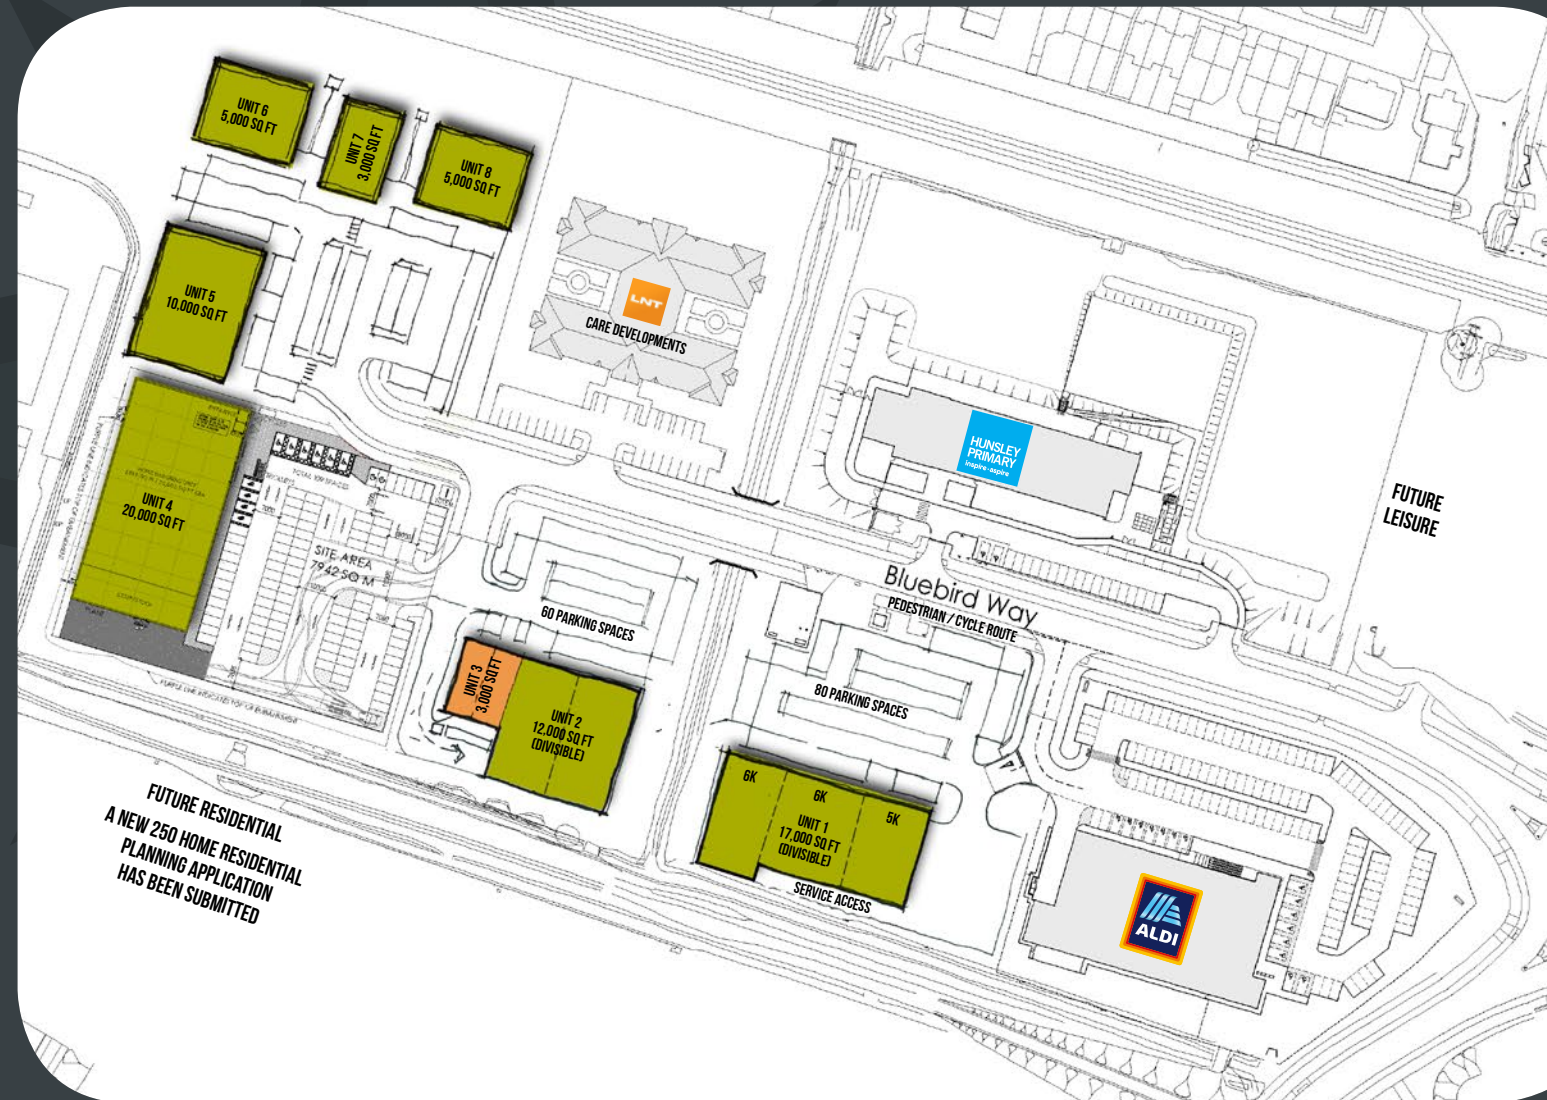 UNIT 6
5,000 SQ FT
UNIT 7
3,000 SQ FT
UNIT 8
5,000 SQ FT
UNIT 5
10,000 SQ FT
LNT
CARE DEVELOPMENTS
HUNSLEY
PRIMARY
inspire·aspire
FUTURE
LEISURE
UNIT 4
20,000 SQ FT
TOTAL 109 SPACES
SITE AREA
7942 SQ M
60 PARKING SPACES
Bluebird Way
PEDESTRIAN / CYCLE ROUTE
UNIT 3
3,000 SQ FT
UNIT 2
12,000 SQ FT
(DIVISIBLE)
80 PARKING SPACES
6K
6K
5K
UNIT 1
17,000 SQ FT
(DIVISIBLE)
SERVICE ACCESS
ALDI
FUTURE RESIDENTIAL
A NEW 250 HOME RESIDENTIAL
PLANNING APPLICATION
HAS BEEN SUBMITTED